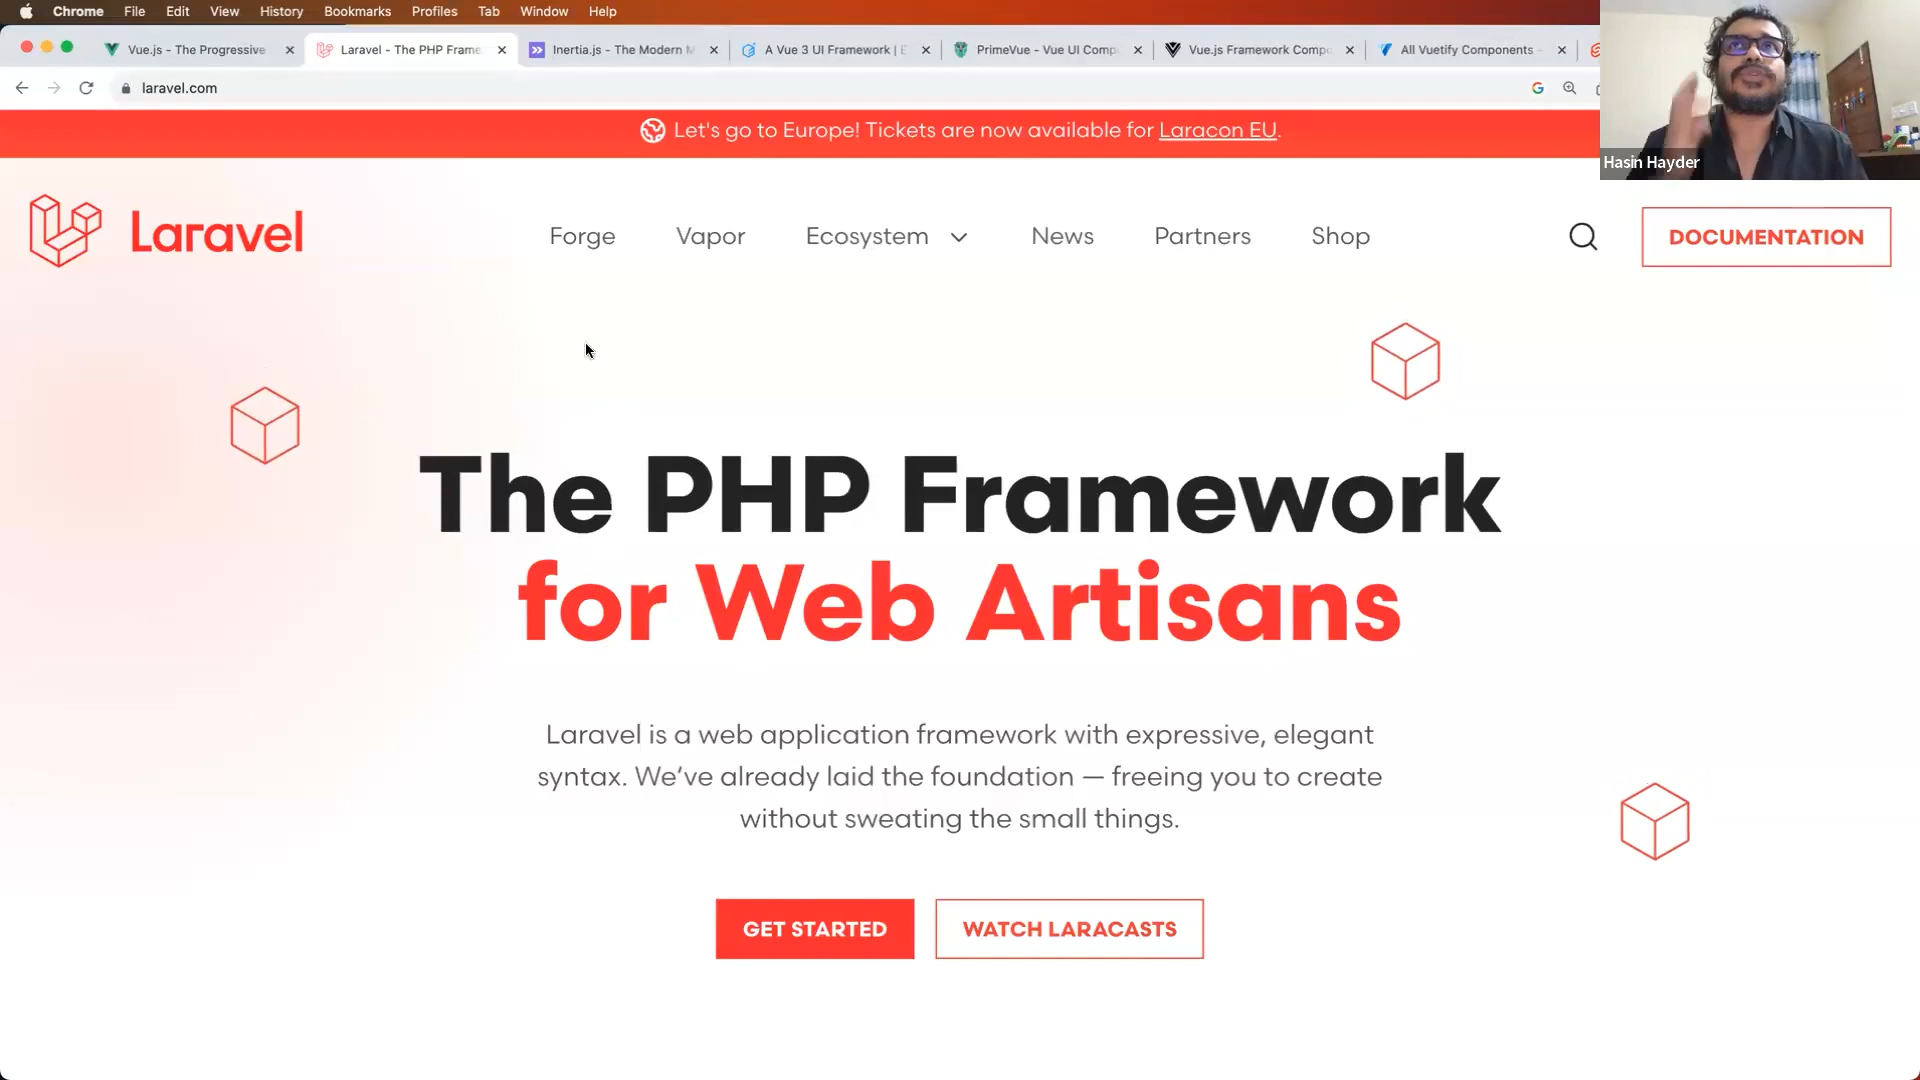 Chrome File Edit View History Bookmarks Profiles Tab Window Help
Vue.js - The Progressive
Laravel - The PHP Frame
Inertia.js - The Modern M
A Vue 3 UI Framework | E
PrimeVue - Vue UI Comp
Vue.js Framework Compo
All Vuetify Components -
laravel.com
Let's go to Europe! Tickets are now available for Laracon EU.
Hasin Hayder
Laravel
Forge Vapor Ecosystem News Partners Shop
DOCUMENTATION
The PHP Framework
for Web Artisans
Laravel is a web application framework with expressive, elegant
syntax. We’ve already laid the foundation — freeing you to create
without sweating the small things.
GET STARTED
WATCH LARACASTS